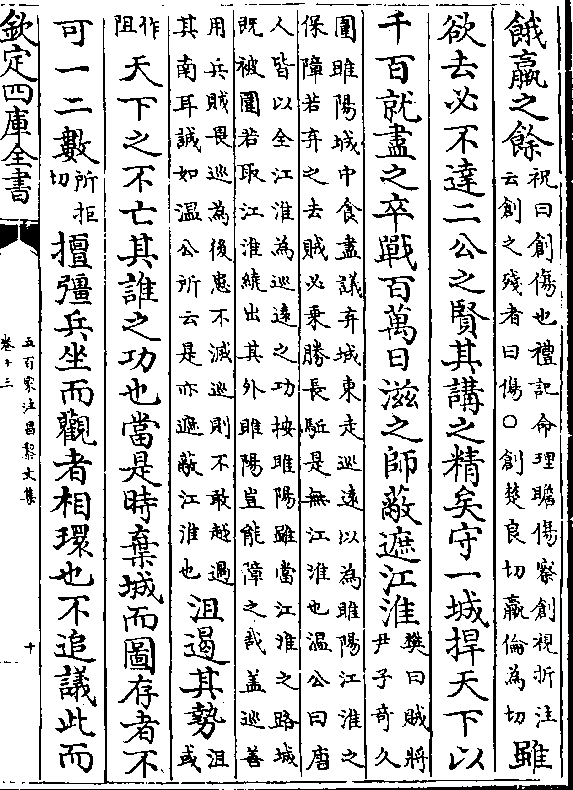 餓羸之餘祝曰創傷也禮記命理瞻傷察創視折注云創之殘者曰傷○創楚良切羸倫為切雖
欲去必不達二公之賢其講之精矣守一城捍天下以
千百就盡之卒戰百萬日滋之師蔽遮江淮樊曰賊將尹子奇久
圍睢陽城中食盡議弃城東走巡遠以為睢陽江淮之
保障若弃之去賊必乗勝長驅是無江淮也溫公曰唐
人皆以全江淮為巡遠之功按睢陽雖當江淮之路城
既被圍若取江淮繞出其外睢陽豈能障之哉盖巡善
用兵賊畏巡為後患不滅巡則不敢越過
其南耳誠如溫公所云是亦遮蔽江淮也沮遏其勢沮或
作阻天下之不亡其誰之功也當是時棄城而圖存者不
可一二數所拒切擅彊兵坐而觀者相環也不追議此而
欽定四庫全書
五百家注昌黎文集
卷十三
十